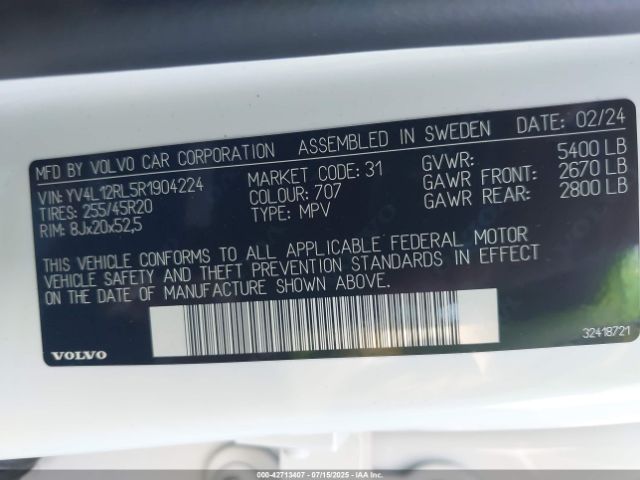 MFD BY VOLVO CAR CORPORATION ASSEMBLED IN SWEDEN DATE: 02/24
VIN: YV4L12RL5R1904224 MARKET CODE: 31 GVWR: 5400 LB
TIRES: 255/45R20 COLOUR: 707 GAWR FRONT: 2670 LB
RIM: 8Jx20x52,5 TYPE: MPV GAWR REAR: 2800 LB
THIS VEHICLE CONFORMS TO ALL APPLICABLE FEDERAL MOTOR
VEHICLE SAFETY AND THEFT PREVENTION STANDARDS IN EFFECT
ON THE DATE OF MANUFACTURE SHOWN ABOVE.
VOLVO
32418721
000-42713407 - 07/15/2025 - COPYRIGHT IAA, LLC